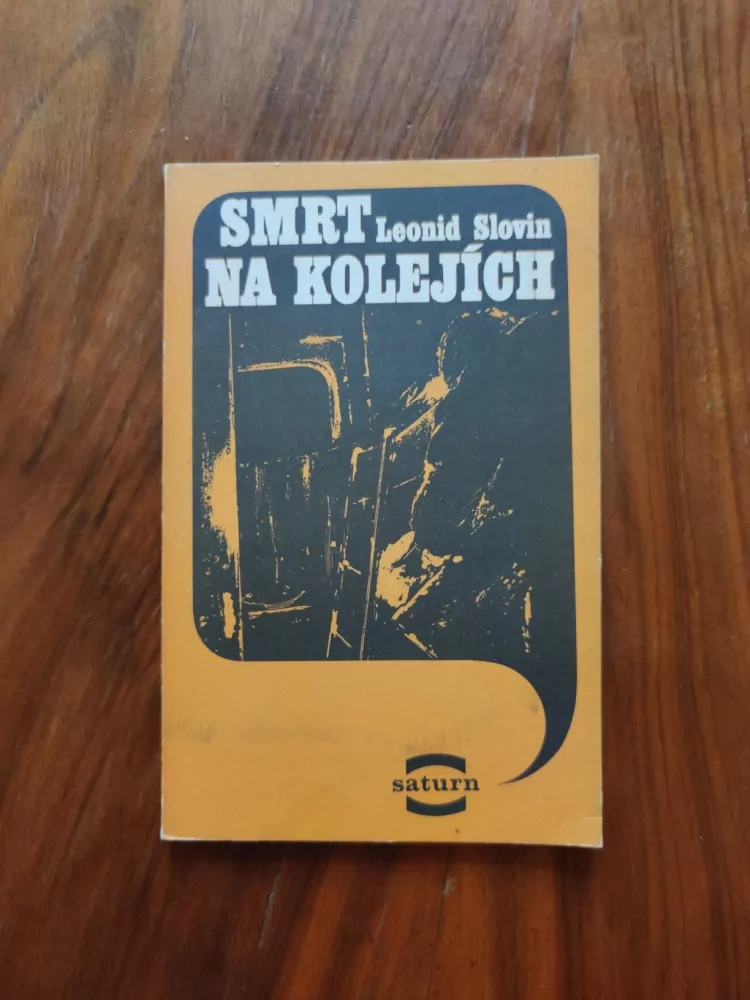 SMRT Leonid Slovin
NA KOLEJÍCH
saturn